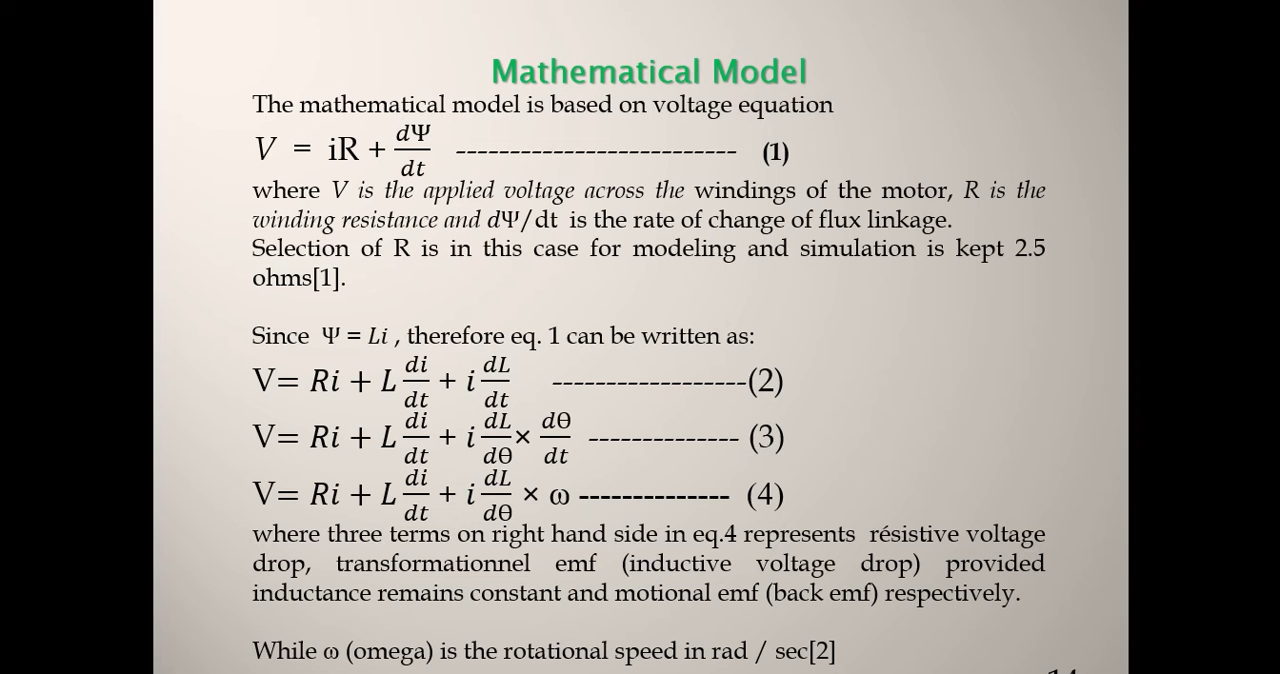 Mathematical Model
The mathematical model is based on voltage equation
V = iR + dΨ/dt -------------------------- (1)
where V is the applied voltage across the windings of the motor, R is the
winding resistance and dΨ/dt is the rate of change of flux linkage.
Selection of R is in this case for modeling and simulation is kept 2.5
ohms[1].
Since Ψ = Li , therefore eq. 1 can be written as:
V= Ri + L di/dt + i dL/dt ------------------(2)
V= Ri + L di/dt + i dL/dθ × dθ/dt -------------- (3)
V= Ri + L di/dt + i dL/dθ × ω -------------- (4)
where three terms on right hand side in eq.4 represents résistive voltage
drop, transformationnel emf (inductive voltage drop) provided
inductance remains constant and motional emf (back emf) respectively.
While ω (omega) is the rotational speed in rad / sec[2]